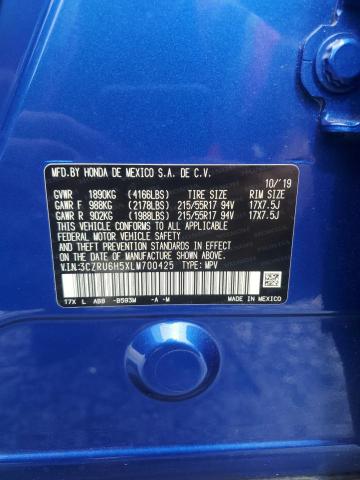 MFD.BY HONDA DE MEXICO S.A. DE C.V.
10/'19
GVWR 1890KG (4166LBS) TIRE SIZE RIM SIZE
GAWR F 988KG (2178LBS) 215/55R17 94V 17X7.5J
GAWR R 902KG (1988LBS) 215/55R17 94V 17X7.5J
THIS VEHICLE CONFORMS TO ALL APPLICABLE FEDERAL
MOTOR VEHICLE SAFETY STANDARDS IN
EFFECT ON THE DATE OF MANUFACTURE SHOWN ABOVE.
V.I.N.:3CZRU6H5XLM700425 TYPE: MPV
17X L ABB -B593M -A -M MADE IN MEXICO